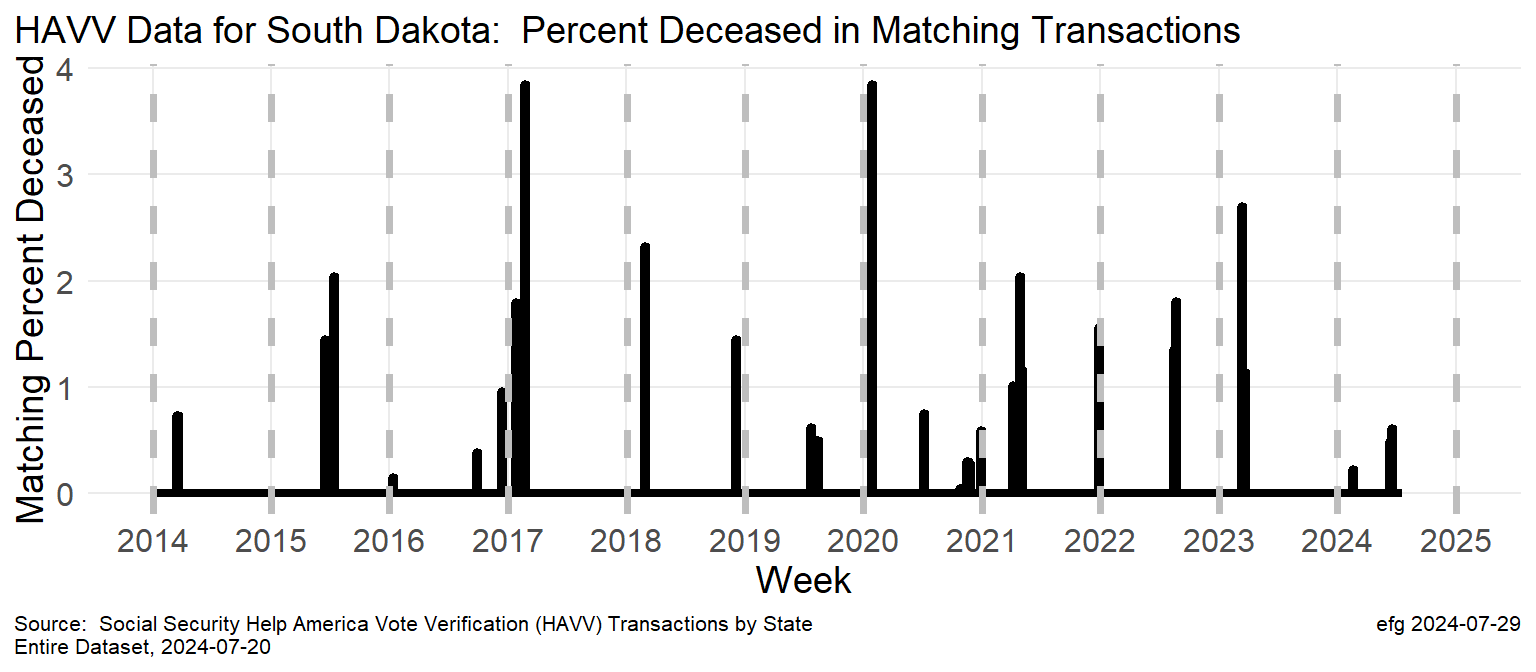 HAVV Data for South Dakota:  Percent Deceased in Matching Transactions
Matching Percent Deceased
4
3
2
1
0
2014 2015 2016 2017 2018 2019 2020 2021 2022 2023 2024 2025
Week
Source:  Social Security Help America Vote Verification (HAVV) Transactions by State
Entire Dataset, 2024-07-20
efg 2024-07-29